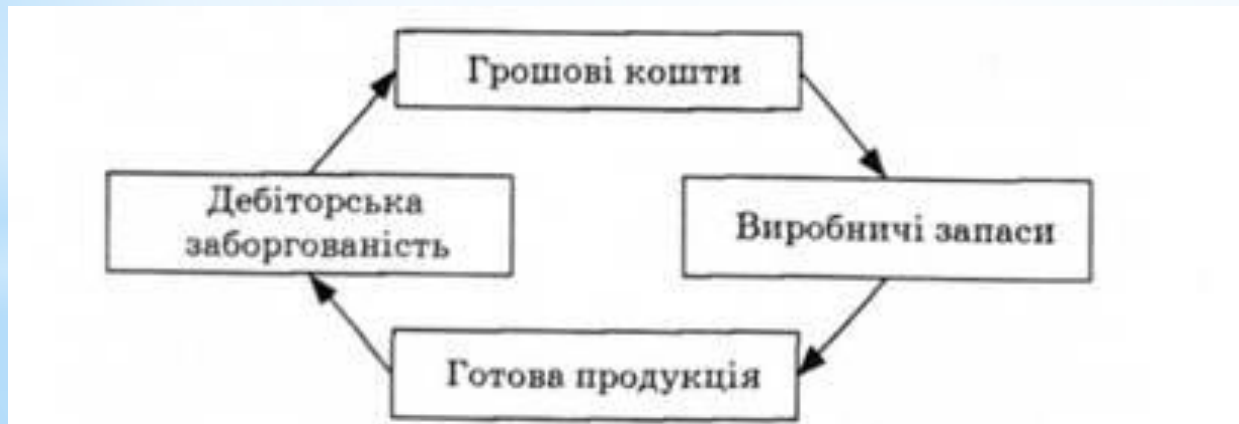 Грошові кошти
Дебіторська
заборгованість
Виробничі запаси
Готова продукція